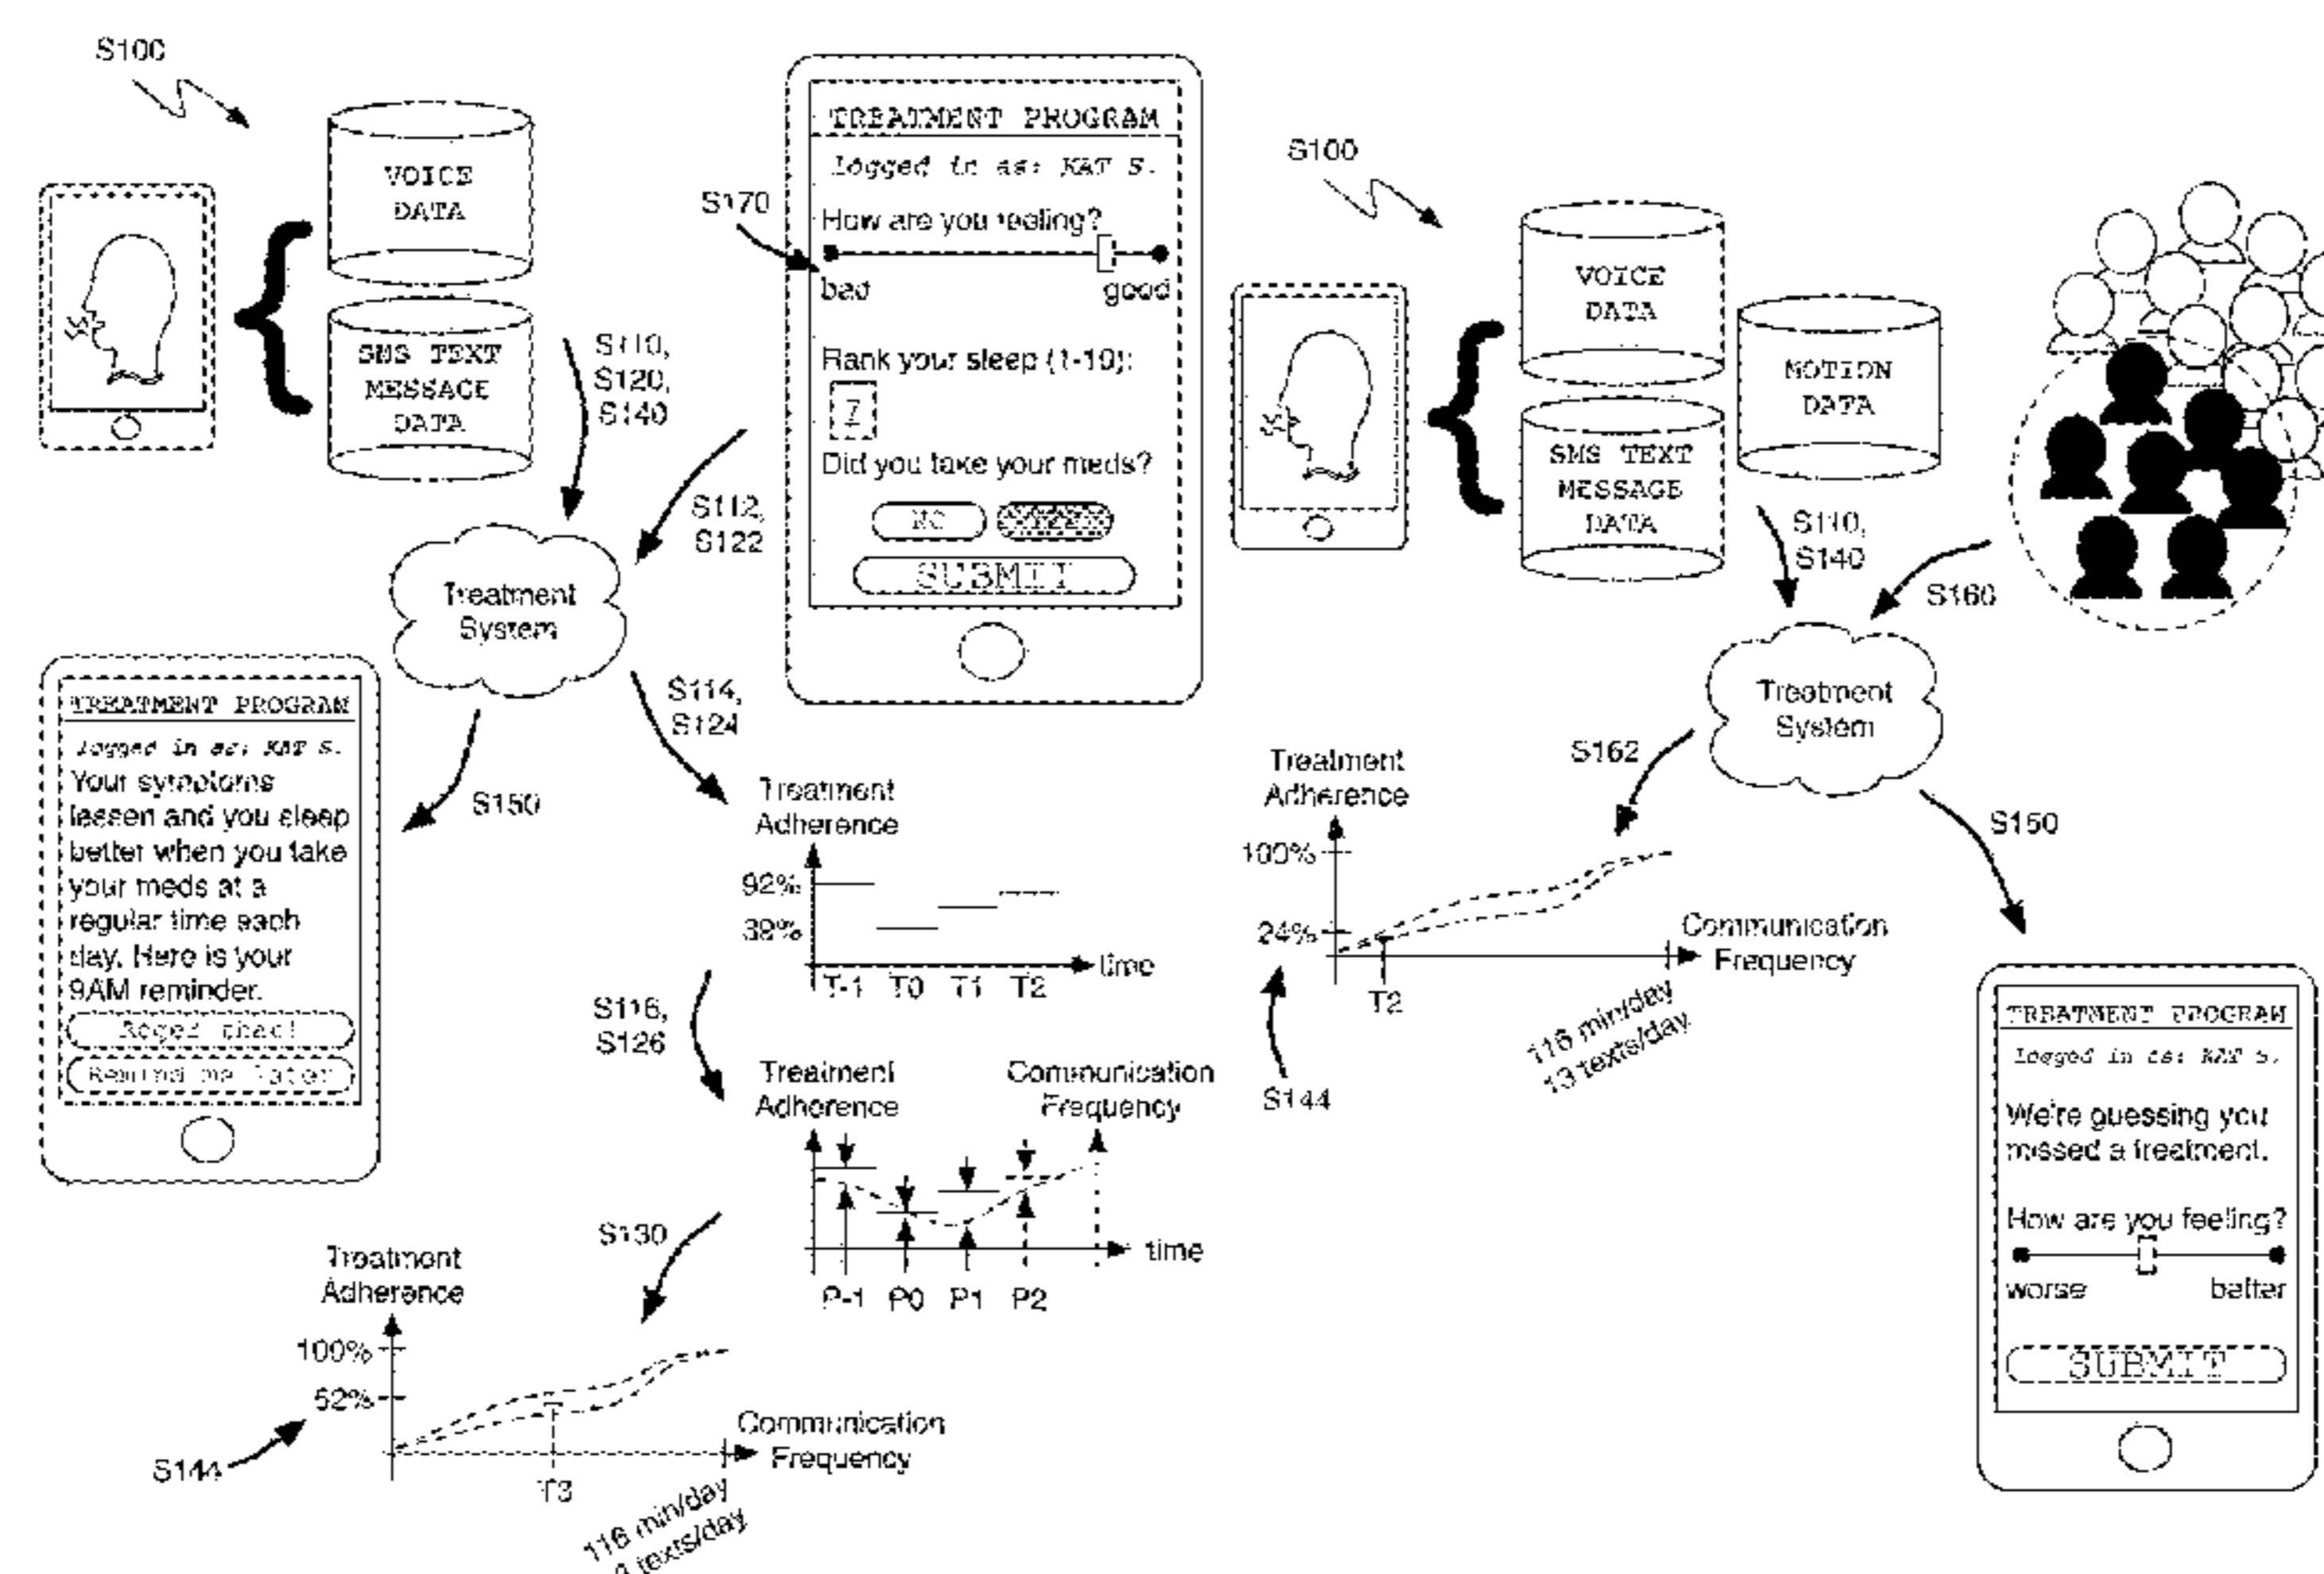 S100
VOICE
DATA
SMS TEXT
MESSAGE
DATA
S110,
S120,
S140
S170
TREATMENT PROGRAM
logged in as: KAT S.
How are you feeling?
bad good
Rank your sleep (1-10):
7
Did you take your meds?
NO YES
SUBMIT
S112,
S122
Treatment
System
S114,
S124
S150
TREATMENT PROGRAM
logged in as: KAT S.
Your symptoms
lessen and you sleep
better when you take
your meds at a
regular time each
day. Here is your
9AM reminder.
Roger that!
Remind me later
Treatment
Adherence
92%
38%
time
T-1 T0 T1 T2
S116,
S126
Treatment
Adherence
Communication
Frequency
time
P-1 P0 P1 P2
S130
Treatment
Adherence
100%
52%
Communication
Frequency
T3
116 min/day
texts/day
S144
S100
VOICE
DATA
SMS TEXT
MESSAGE
DATA
MOTION
DATA
S110,
S140
S160
Treatment
System
S162
Treatment
Adherence
100%
24%
Communication
Frequency
T2
116 min/day
13 texts/day
S144
S150
TREATMENT PROGRAM
logged in as: KAT S.
We're guessing you
missed a treatment.
How are you feeling?
worse better
SUBMIT